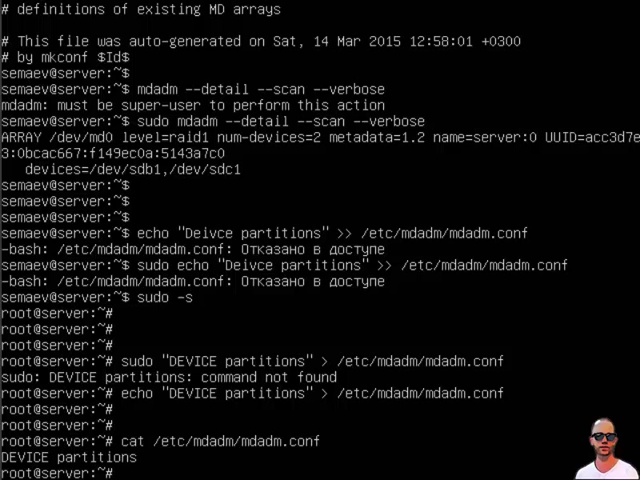 # definitions of existing MD arrays
# This file was auto-generated on Sat, 14 Mar 2015 12:58:01 +0300
# by mkconf $Id$
semaev@server:~$
semaev@server:~$ mdadm --detail --scan --verbose
mdadm: must be super-user to perform this action
semaev@server:~$ sudo mdadm --detail --scan --verbose
ARRAY /dev/md0 level=raid1 num-devices=2 metadata=1.2 name=server:0 UUID=acc3d7e
3:0bcac667:f149ec0a:5143a7c0
devices=/dev/sdb1,/dev/sdc1
semaev@server:~$
semaev@server:~$
semaev@server:~$
semaev@server:~$ echo "Deivce partitions" >> /etc/mdadm/mdadm.conf
-bash: /etc/mdadm/mdadm.conf: Отказано в доступе
semaev@server:~$ sudo echo "Deivce partitions" >> /etc/mdadm/mdadm.conf
-bash: /etc/mdadm/mdadm.conf: Отказано в доступе
semaev@server:~$ sudo -s
root@server:~#
root@server:~#
root@server:~#
root@server:~# sudo "DEVICE partitions" > /etc/mdadm/mdadm.conf
sudo: DEVICE partitions: command not found
root@server:~# echo "DEVICE partitions" > /etc/mdadm/mdadm.conf
root@server:~#
root@server:~#
root@server:~# cat /etc/mdadm/mdadm.conf
DEVICE partitions
root@server:~#